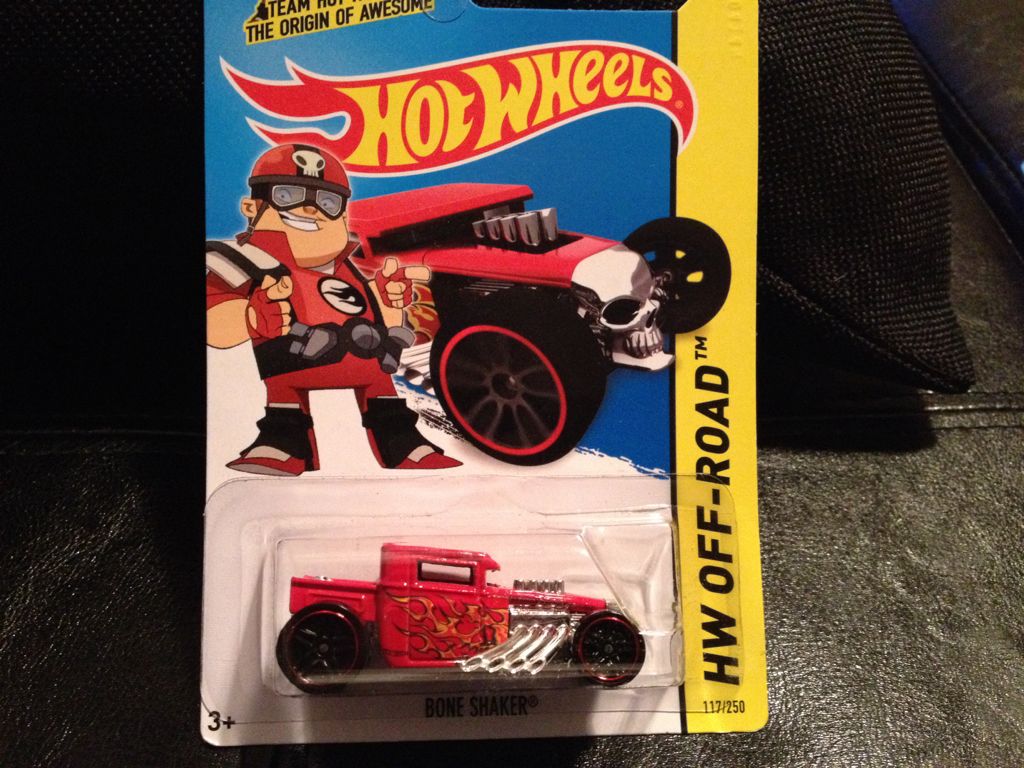 TEAM HOT
THE ORIGIN OF AWESOME
HOT WHEELS®
HW OFF-ROAD™
BONE SHAKER®
3+
117/250